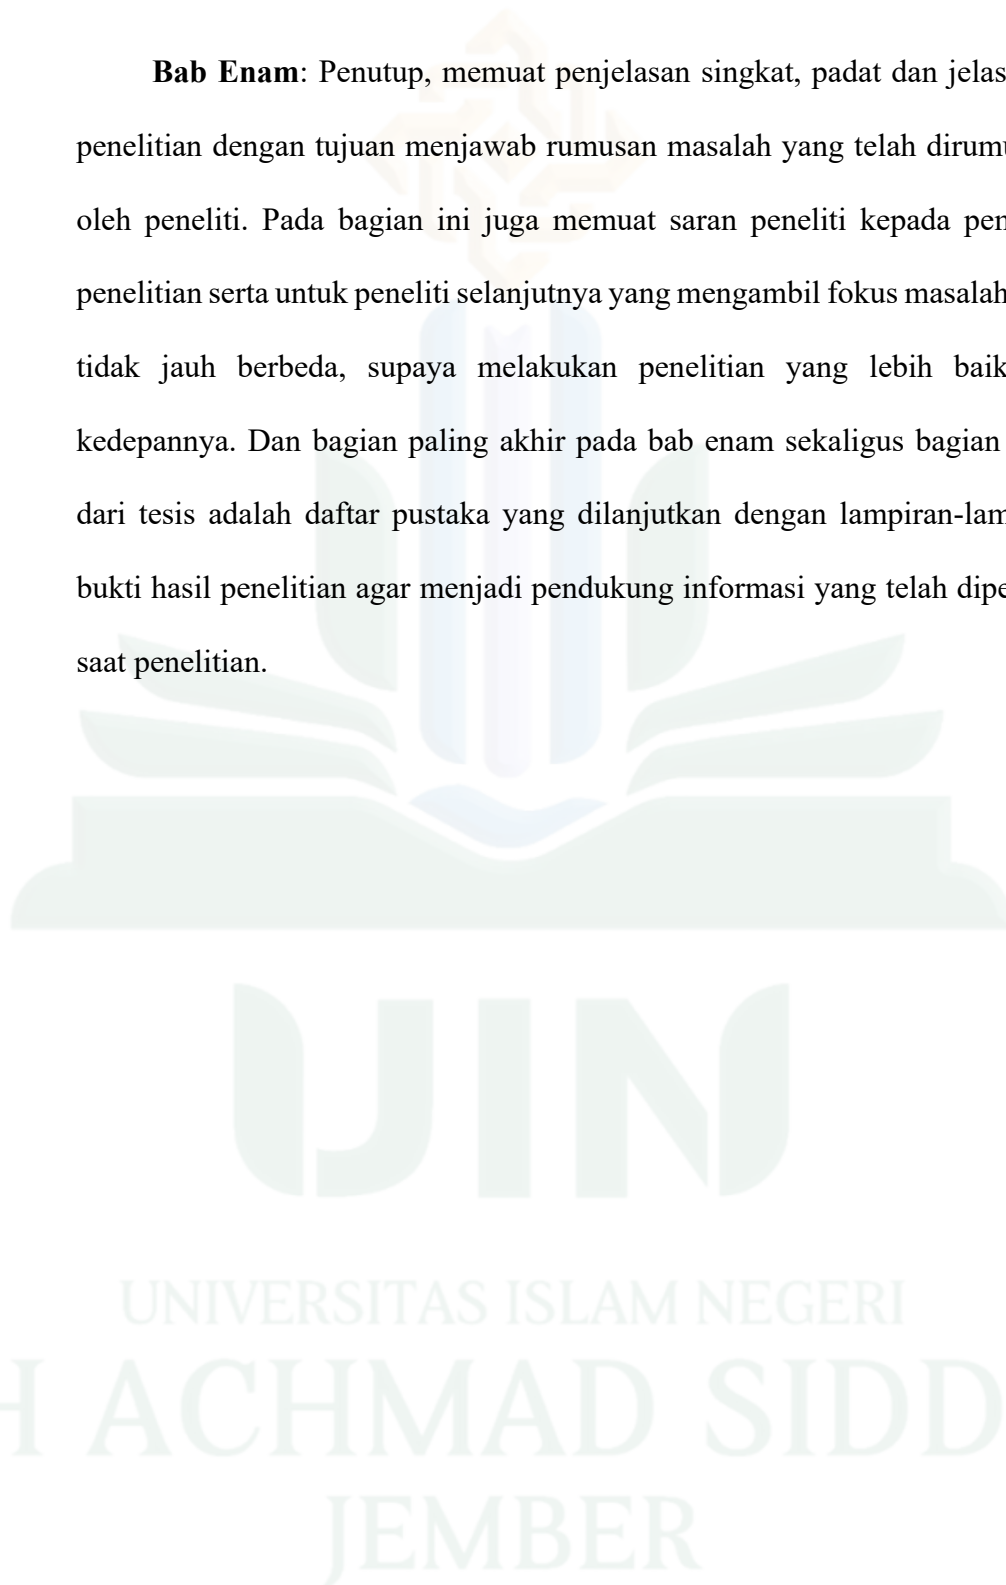 Bab Enam: Penutup, memuat penjelasan singkat, padat dan jelas
penelitian dengan tujuan menjawab rumusan masalah yang telah dirumu
oleh peneliti. Pada bagian ini juga memuat saran peneliti kepada pen
penelitian serta untuk peneliti selanjutnya yang mengambil fokus masalah
tidak jauh berbeda, supaya melakukan penelitian yang lebih baik
kedepannya. Dan bagian paling akhir pada bab enam sekaligus bagian
dari tesis adalah daftar pustaka yang dilanjutkan dengan lampiran-lam
bukti hasil penelitian agar menjadi pendukung informasi yang telah dipe
saat penelitian.
UIN
UNIVERSITAS ISLAM NEGERI
H ACHMAD SIDD
JEMBER